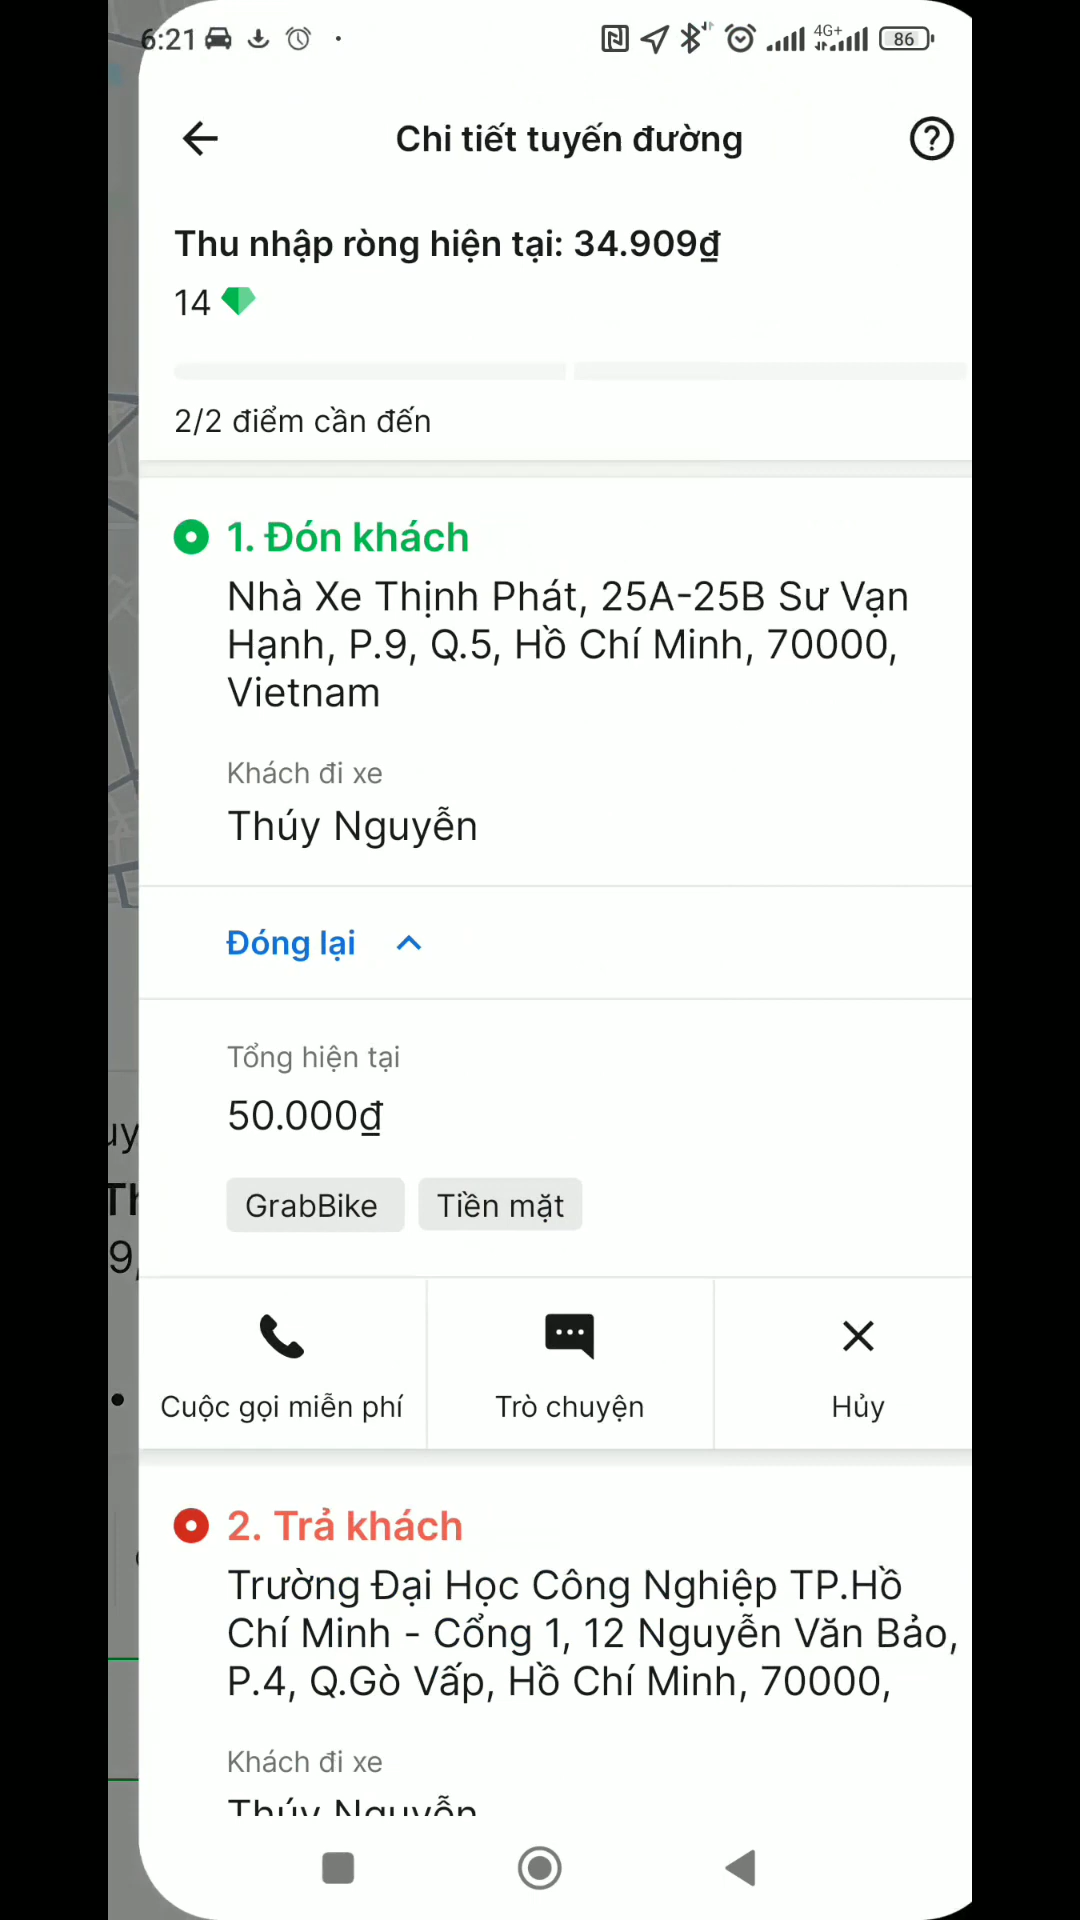 6:21
4G+
86
Chi tiết tuyến đường
Thu nhập ròng hiện tại: 34.909₫
14
2/2 điểm cần đến
1. Đón khách
Nhà Xe Thịnh Phát, 25A-25B Sư Vạn
Hạnh, P.9, Q.5, Hồ Chí Minh, 70000,
Vietnam
Khách đi xe
Thúy Nguyễn
Đóng lại
Tổng hiện tại
50.000₫
GrabBike
Tiền mặt
Cuộc gọi miễn phí
Trò chuyện
Hủy
2. Trả khách
Trường Đại Học Công Nghiệp TP.Hồ
Chí Minh - Cổng 1, 12 Nguyễn Văn Bảo,
P.4, Q.Gò Vấp, Hồ Chí Minh, 70000,
Khách đi xe
Thúy Nguyễn